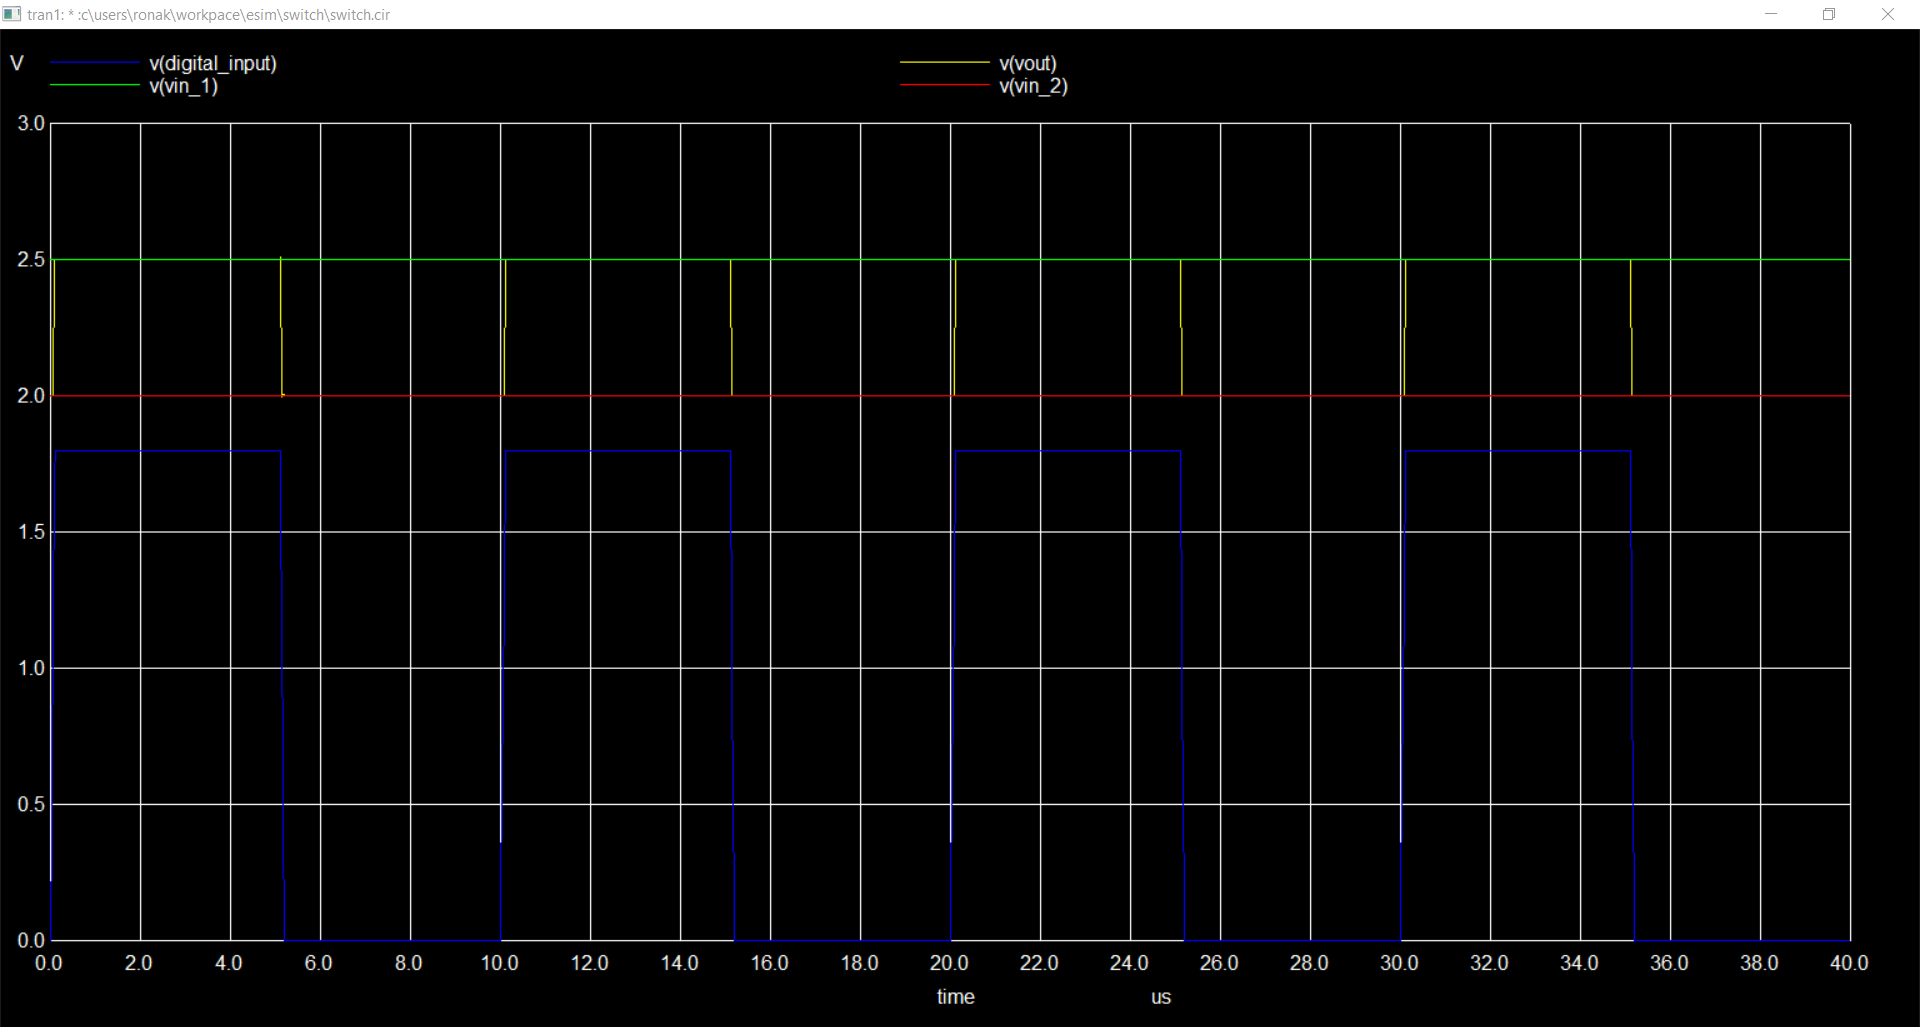 tran1: * :c\users\ronak\workpace\esim\switch\switch.cir
V
v(digital_input)
v(vout)
v(vin_1)
v(vin_2)
3.0
2.5
2.0
1.5
1.0
0.5
0.0
0.0 2.0 4.0 6.0 8.0 10.0 12.0 14.0 16.0 18.0 20.0 22.0 24.0 26.0 28.0 30.0 32.0 34.0 36.0 38.0 40.0
time us